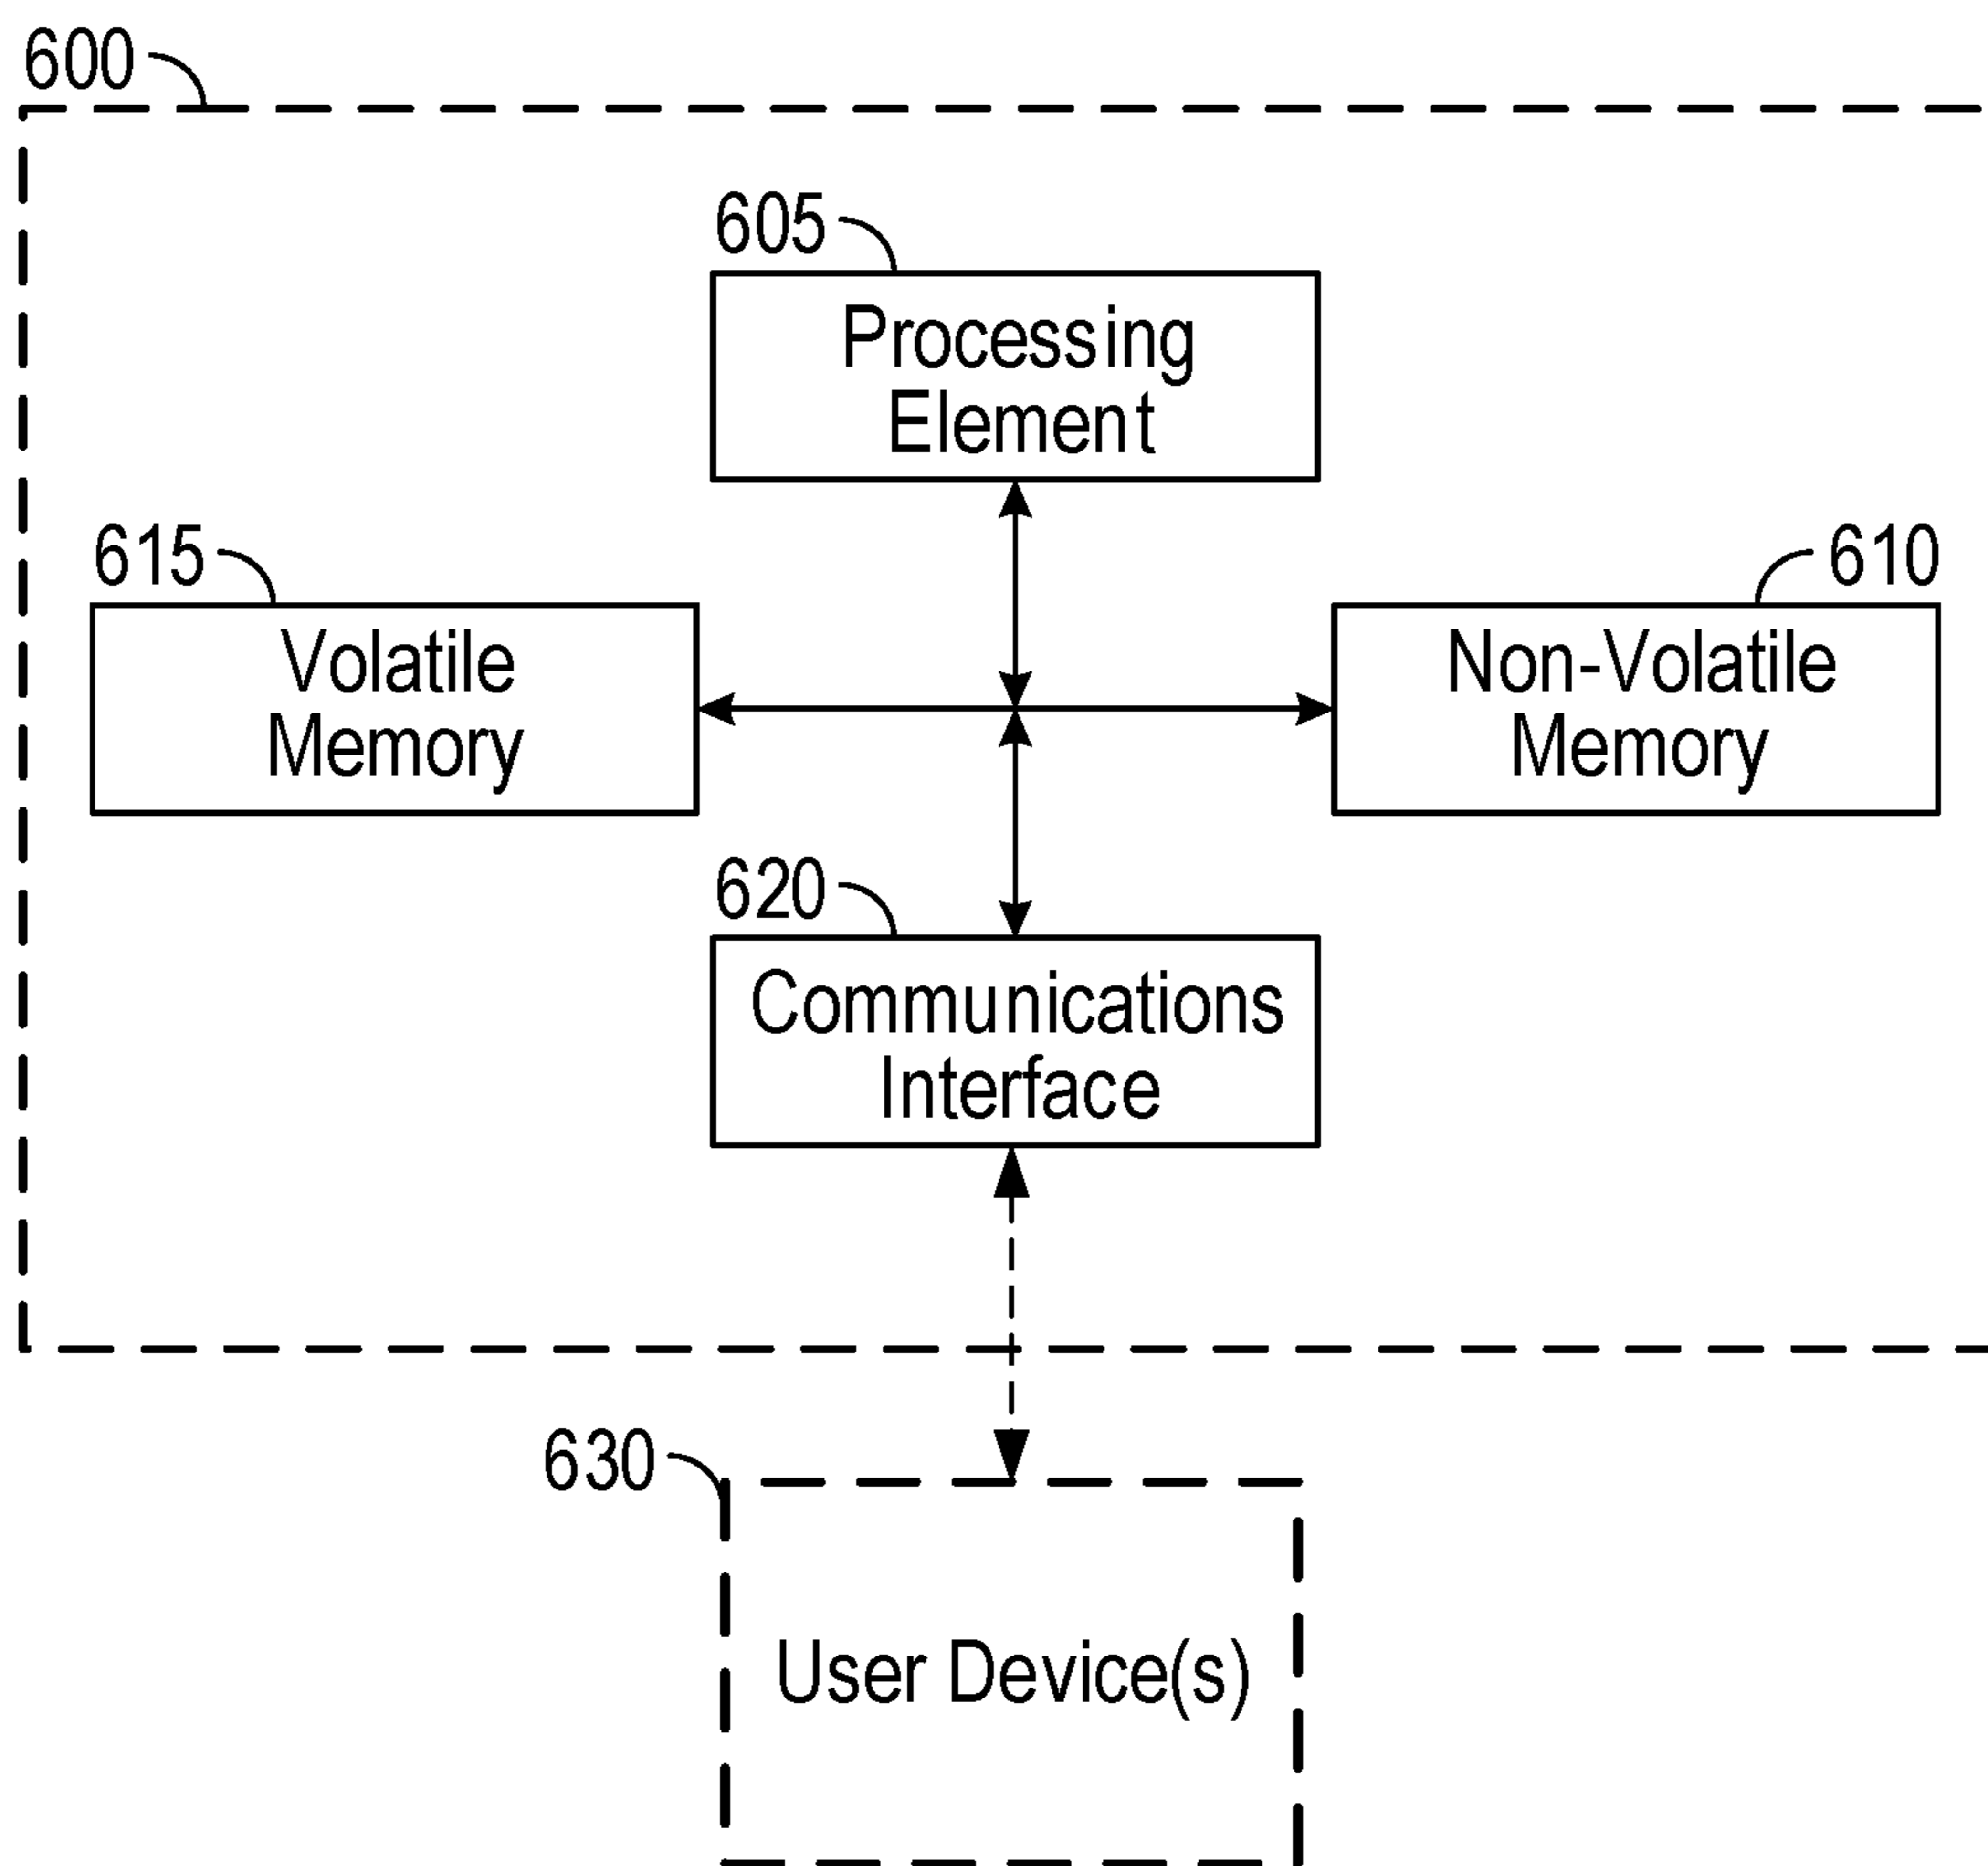 600
605
Processing
Element
615
610
Volatile
Memory
Non-Volatile
Memory
620
Communications
Interface
630
User Device(s)